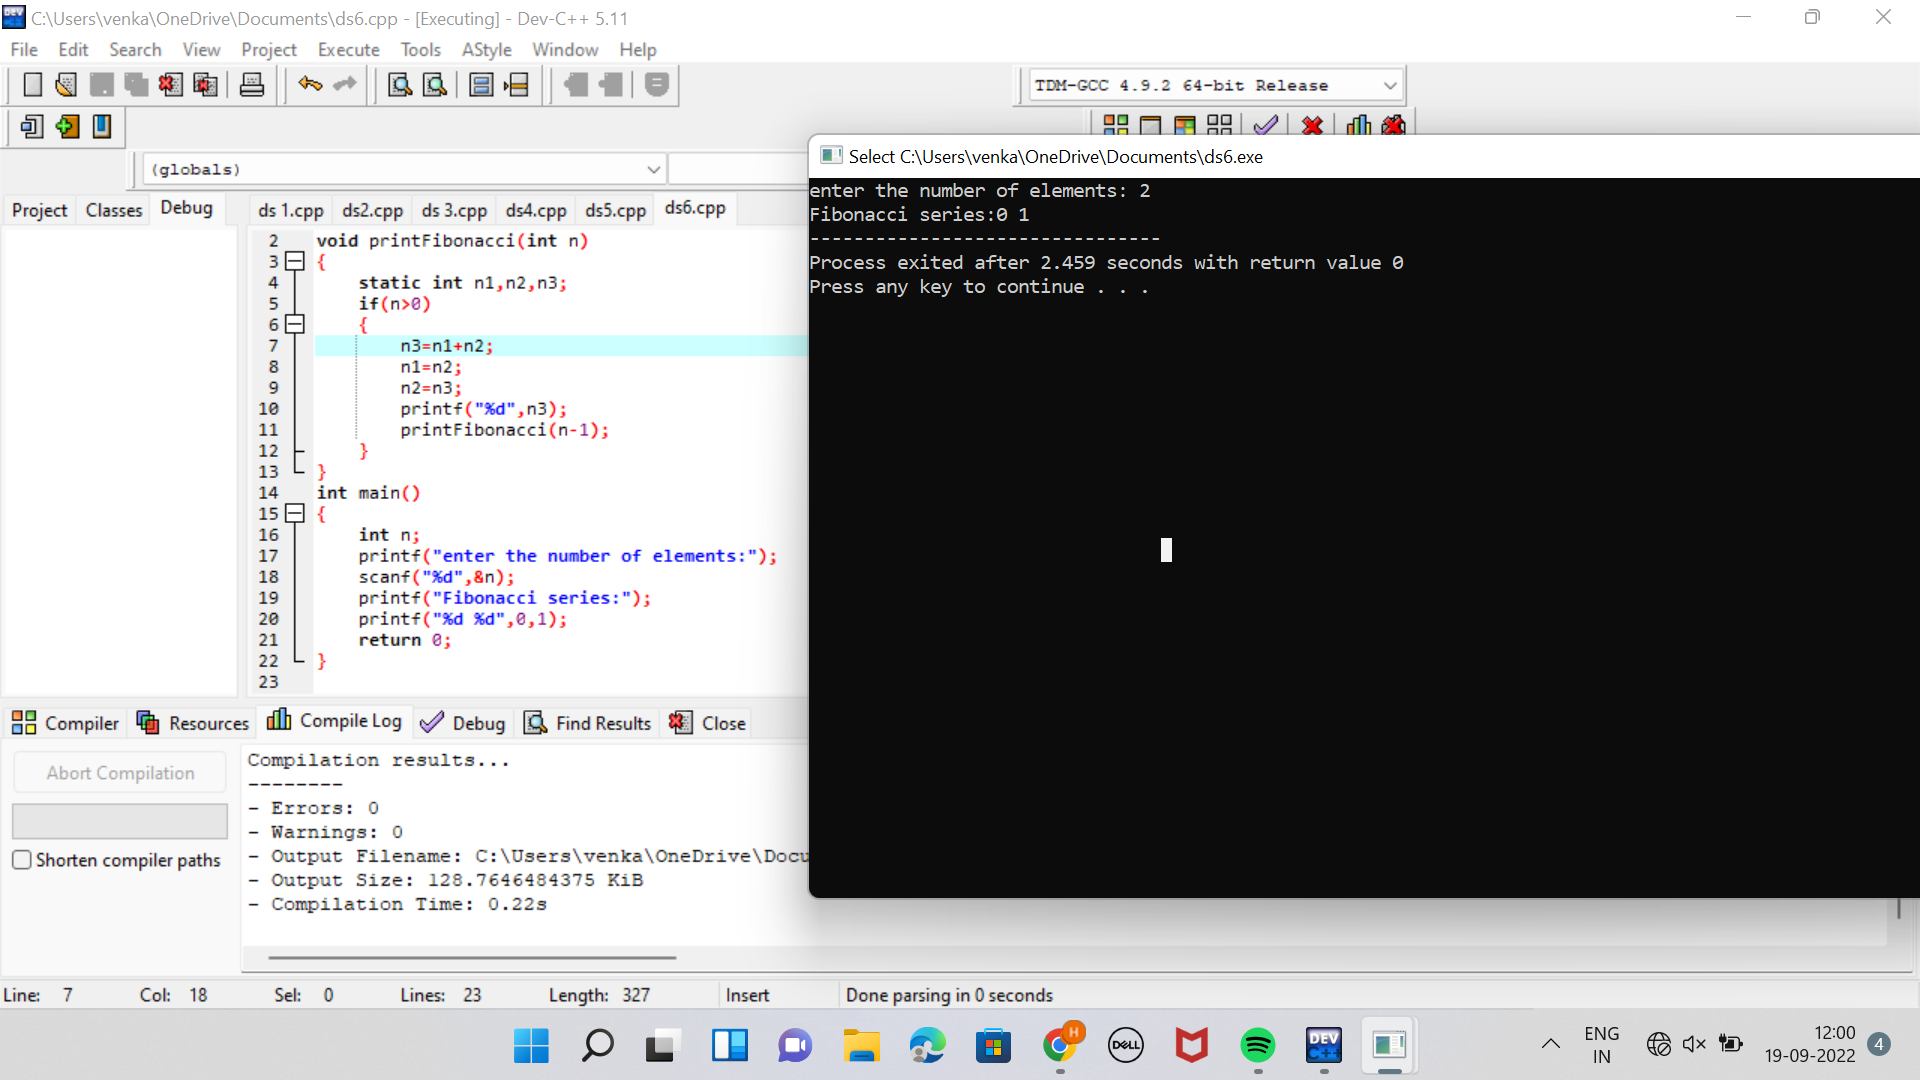 C:\Users\venka\OneDrive\Documents\ds6.cpp - [Executing] - Dev-C++ 5.11
File Edit Search View Project Execute Tools AStyle Window Help
TDM-GCC 4.9.2 64-bit Release
(globals)
Project Classes Debug
ds 1.cpp ds2.cpp ds 3.cpp ds4.cpp ds5.cpp ds6.cpp
2 void printFibonacci(int n)
3 {
4 static int n1,n2,n3;
5 if(n>0)
6 {
7 n3=n1+n2;
8 n1=n2;
9 n2=n3;
10 printf("%d",n3);
11 printFibonacci(n-1);
12 }
13 }
14 int main()
15 {
16 int n;
17 printf("enter the number of elements:");
18 scanf("%d",&n);
19 printf("Fibonacci series:");
20 printf("%d %d",0,1);
21 return 0;
22 }
23
Select C:\Users\venka\OneDrive\Documents\ds6.exe
enter the number of elements: 2
Fibonacci series:0 1
--------------------------------
Process exited after 2.459 seconds with return value 0
Press any key to continue . . .
Compiler Resources Compile Log Debug Find Results Close
Abort Compilation
Shorten compiler paths
Compilation results...
--------
- Errors: 0
- Warnings: 0
- Output Filename: C:\Users\venka\OneDrive\Docu
- Output Size: 128.7646484375 KiB
- Compilation Time: 0.22s
Line: 7 Col: 18 Sel: 0 Lines: 23 Length: 327 Insert Done parsing in 0 seconds
H
DELL
DEV C++
ENG
IN
12:00
19-09-2022
4